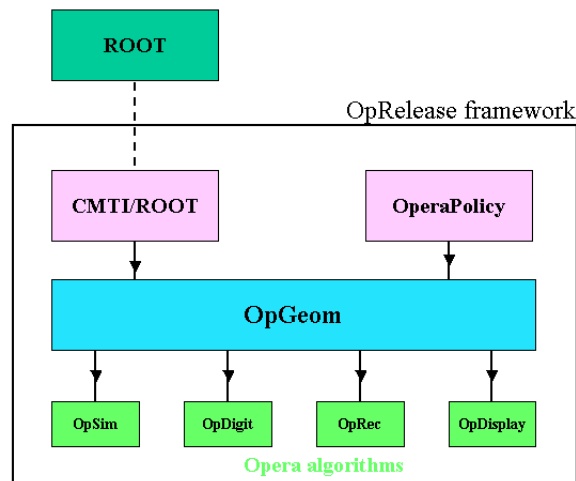 ROOT
OpRelease framework
CMTI/ROOT
OperaPolicy
OpGeom
OpSim
OpDigit
OpRec
OpDisplay
Opera algorithms